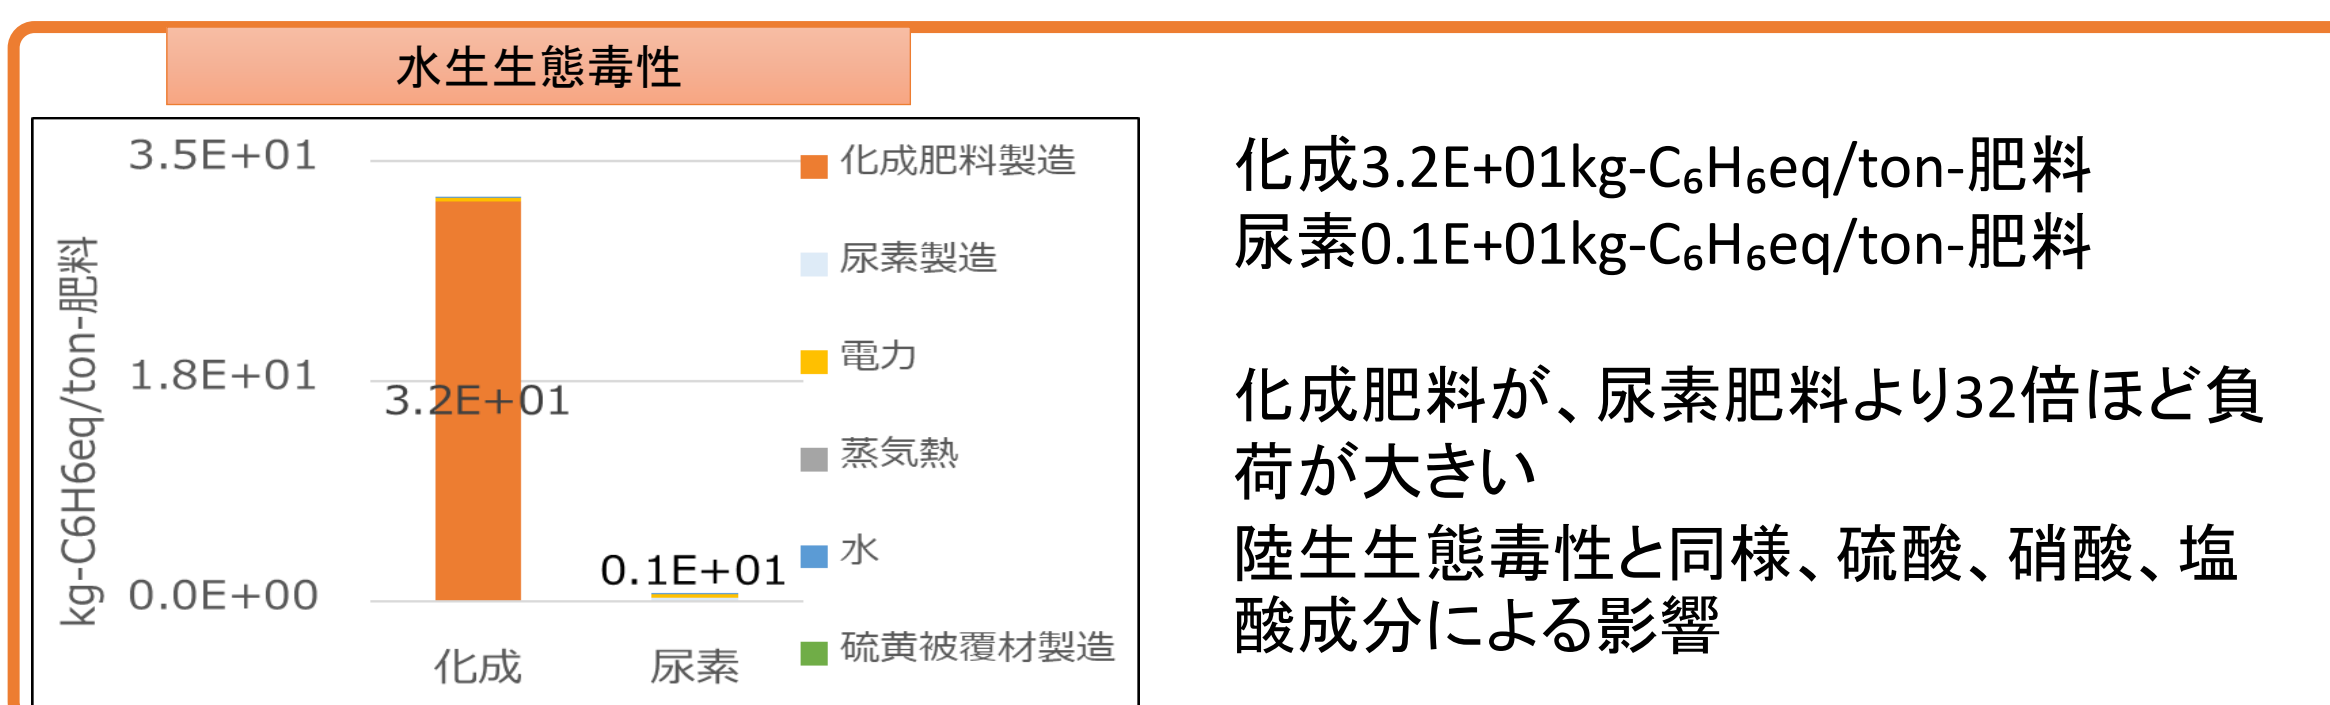 水生生態毒性
3.5E+01
1.8E+01
0.0E+00
kg-C6H6eq/ton-肥料
3.2E+01
0.1E+01
化成
尿素
化成肥料製造
尿素製造
電力
蒸気熱
水
硫黄被覆材製造
化成3.2E+01kg-C₆H₆eq/ton-肥料
尿素0.1E+01kg-C₆H₆eq/ton-肥料
化成肥料が、尿素肥料より32倍ほど負
荷が大きい
陸生生態毒性と同様、硫酸、硝酸、塩
酸成分による影響